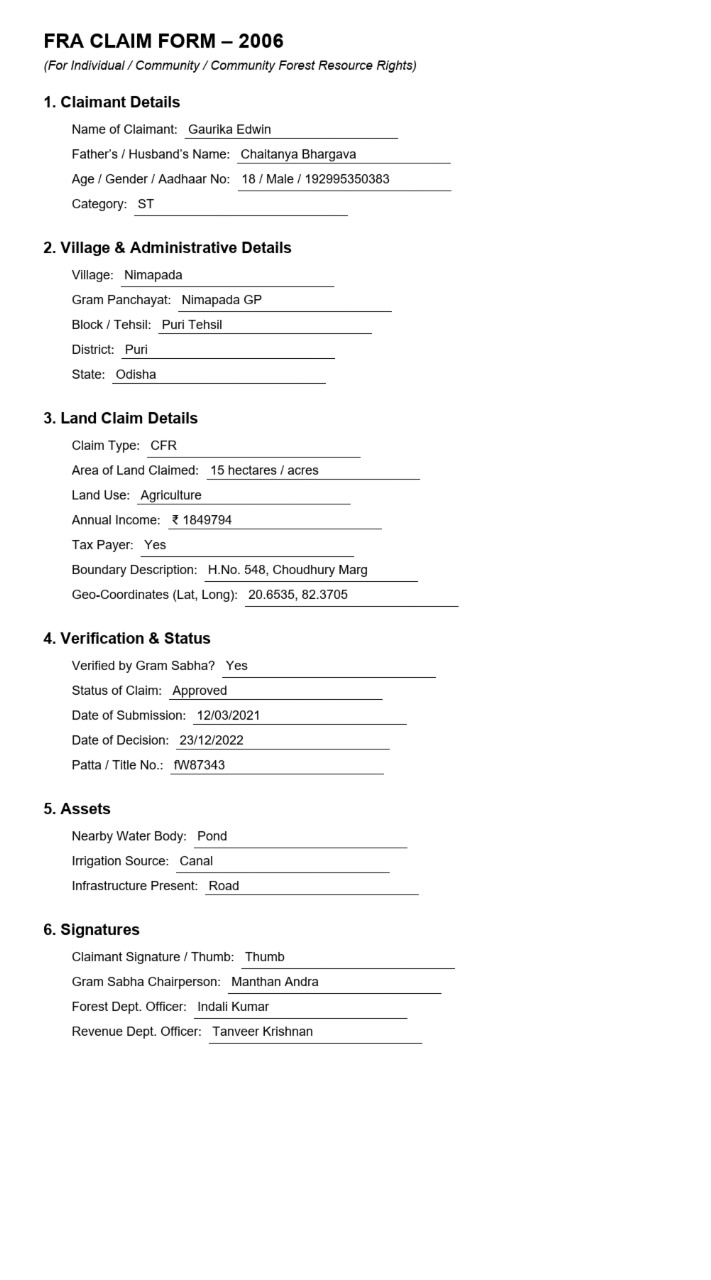 FRA CLAIM FORM – 2006
(For Individual / Community / Community Forest Resource Rights)
1. Claimant Details
Name of Claimant: Gaurika Edwin
Father's / Husband's Name: Chaitanya Bhargava
Age / Gender / Aadhaar No: 18 / Male / 192995350383
Category: ST
2. Village & Administrative Details
Village: Nimapada
Gram Panchayat: Nimapada GP
Block / Tehsil: Puri Tehsil
District: Puri
State: Odisha
3. Land Claim Details
Claim Type: CFR
Area of Land Claimed: 15 hectares / acres
Land Use: Agriculture
Annual Income: ₹ 1849794
Tax Payer: Yes
Boundary Description: H.No. 548, Choudhury Marg
Geo-Coordinates (Lat, Long): 20.6535, 82.3705
4. Verification & Status
Verified by Gram Sabha? Yes
Status of Claim: Approved
Date of Submission: 12/03/2021
Date of Decision: 23/12/2022
Patta / Title No.: fW87343
5. Assets
Nearby Water Body: Pond
Irrigation Source: Canal
Infrastructure Present: Road
6. Signatures
Claimant Signature / Thumb: Thumb
Gram Sabha Chairperson: Manthan Andra
Forest Dept. Officer: Indali Kumar
Revenue Dept. Officer: Tanveer Krishnan